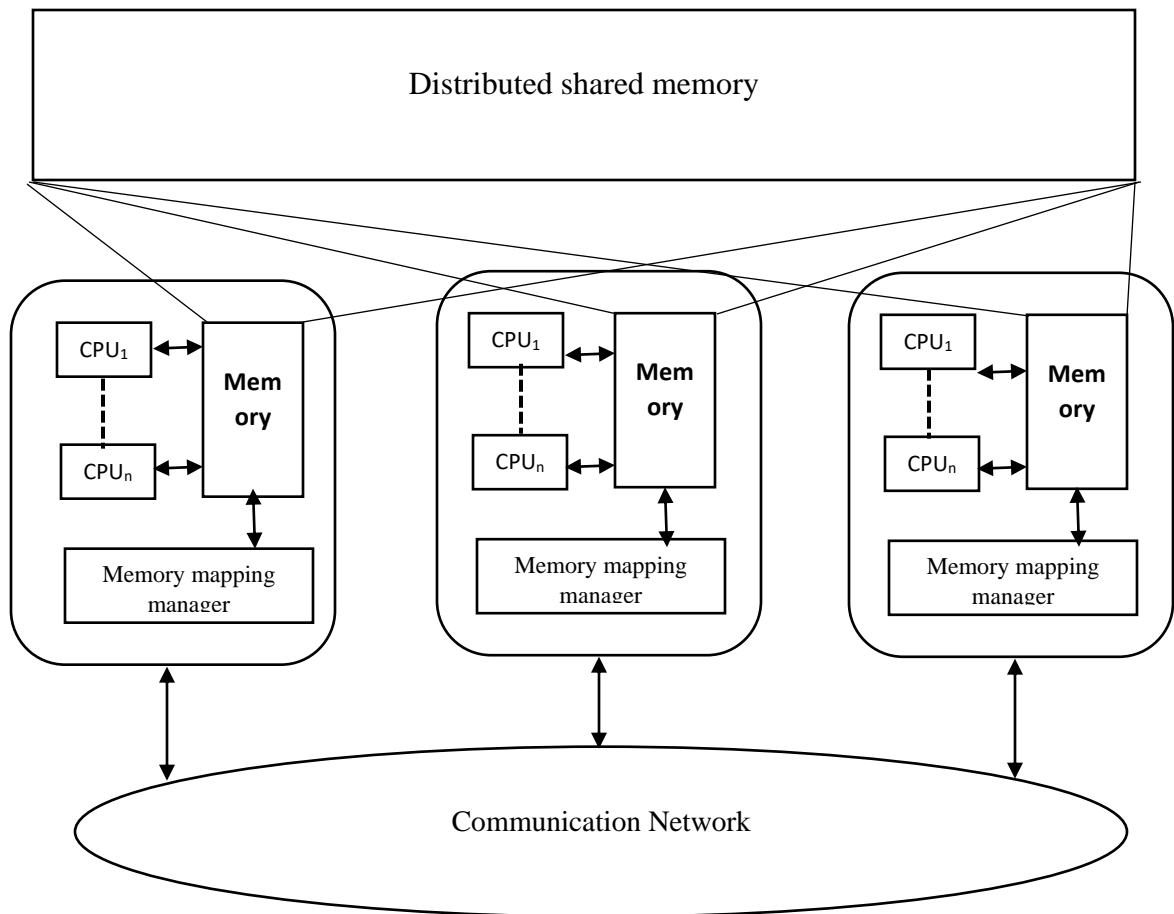 Distributed shared memory
CPU₁
Mem
ory
CPUₙ
Memory mapping
manager
CPU₁
Mem
ory
CPUₙ
Memory mapping
manager
CPU₁
Mem
ory
CPUₙ
Memory mapping
manager
Communication Network